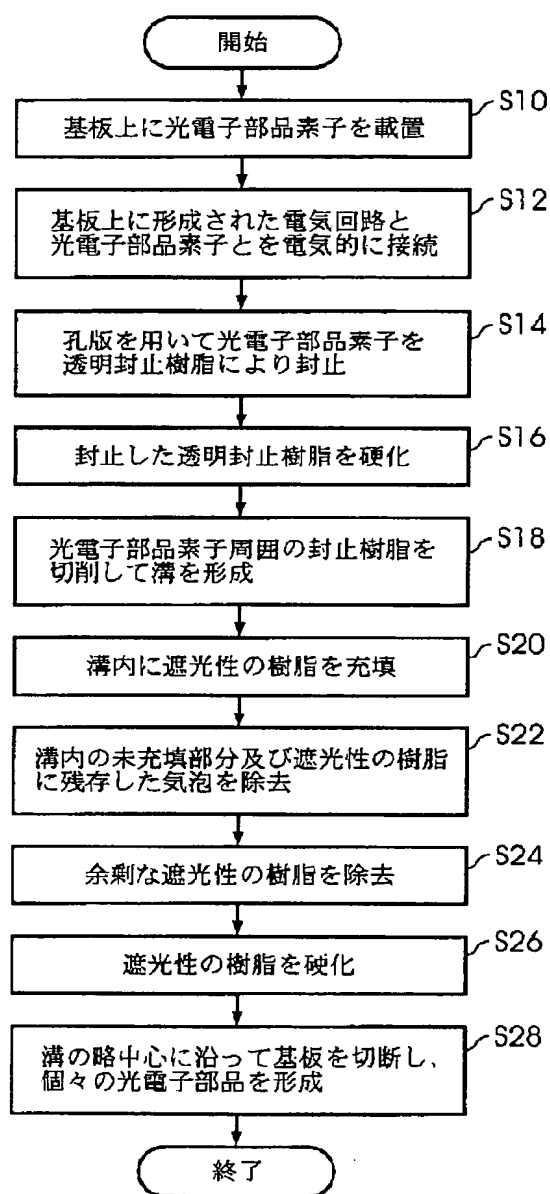 開始
S10
基板上に光電子部品素子を載置
S12
基板上に形成された電気回路と
光電子部品素子とを電気的に接続
S14
孔版を用いて光電子部品素子を
透明封止樹脂により封止
S16
封止した透明封止樹脂を硬化
S18
光電子部品素子周囲の封止樹脂を
切削して溝を形成
S20
溝内に遮光性の樹脂を充填
S22
溝内の未充填部分及び遮光性の樹脂
に残存した気泡を除去
S24
余剰な遮光性の樹脂を除去
S26
遮光性の樹脂を硬化
S28
溝の略中心に沿って基板を切断し、
個々の光電子部品を形成
終了